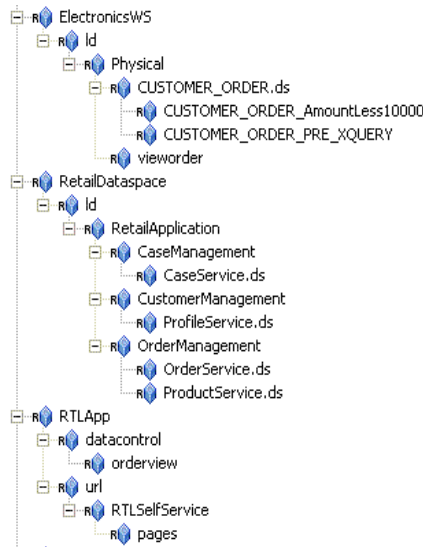 ElectronicsWS
ld
Physical
CUSTOMER_ORDER.ds
CUSTOMER_ORDER_AmountLess10000
CUSTOMER_ORDER_PRE_XQUERY
vieworder
RetailDataspace
ld
RetailApplication
CaseManagement
CaseService.ds
CustomerManagement
ProfileService.ds
OrderManagement
OrderService.ds
ProductService.ds
RTLApp
datacontrol
orderview
url
RTLSelfService
pages